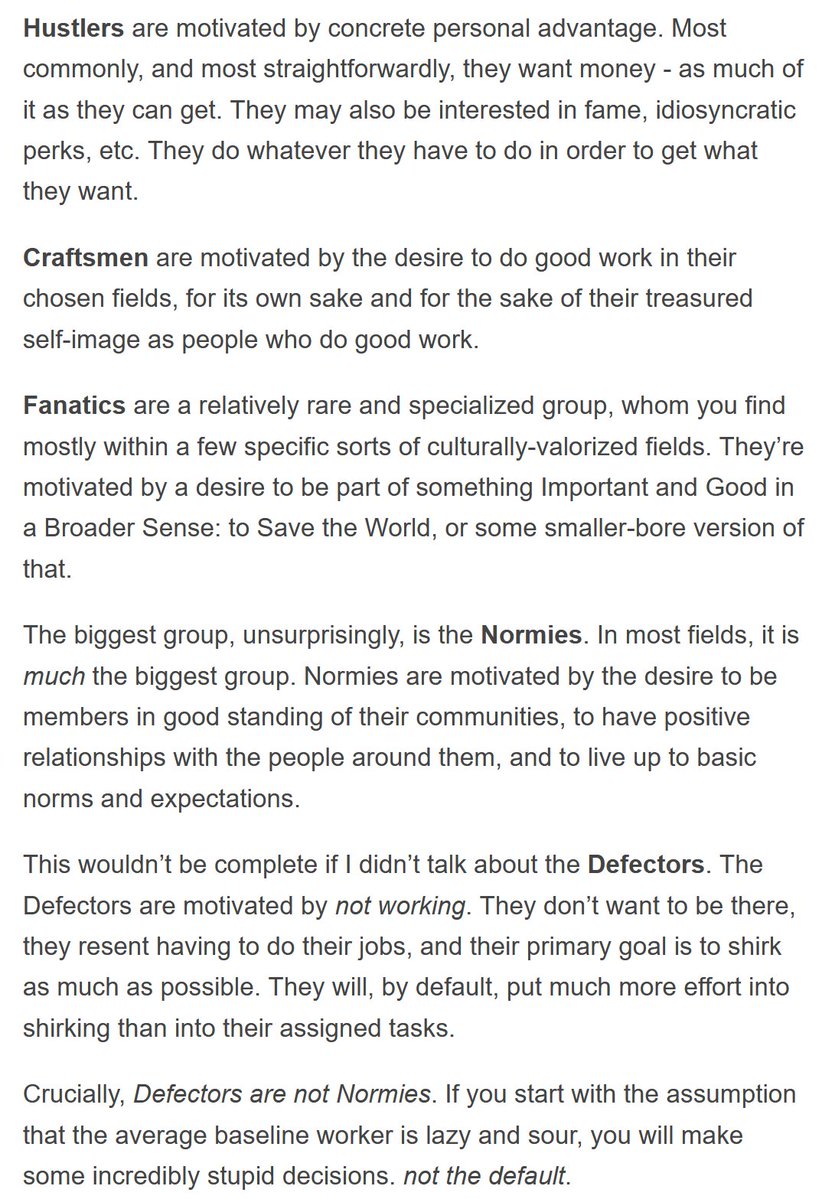 Hustlers are motivated by concrete personal advantage. Most
commonly, and most straightforwardly, they want money - as much of
it as they can get. They may also be interested in fame, idiosyncratic
perks, etc. They do whatever they have to do in order to get what
they want.
Craftsmen are motivated by the desire to do good work in their
chosen fields, for its own sake and for the sake of their treasured
self-image as people who do good work.
Fanatics are a relatively rare and specialized group, whom you find
mostly within a few specific sorts of culturally-valorized fields. They’re
motivated by a desire to be part of something Important and Good in
a Broader Sense: to Save the World, or some smaller-bore version of
that.
The biggest group, unsurprisingly, is the Normies. In most fields, it is
much the biggest group. Normies are motivated by the desire to be
members in good standing of their communities, to have positive
relationships with the people around them, and to live up to basic
norms and expectations.
This wouldn’t be complete if I didn’t talk about the Defectors. The
Defectors are motivated by not working. They don’t want to be there,
they resent having to do their jobs, and their primary goal is to shirk
as much as possible. They will, by default, put much more effort into
shirking than into their assigned tasks.
Crucially, Defectors are not Normies. If you start with the assumption
that the average baseline worker is lazy and sour, you will make
some incredibly stupid decisions. not the default.